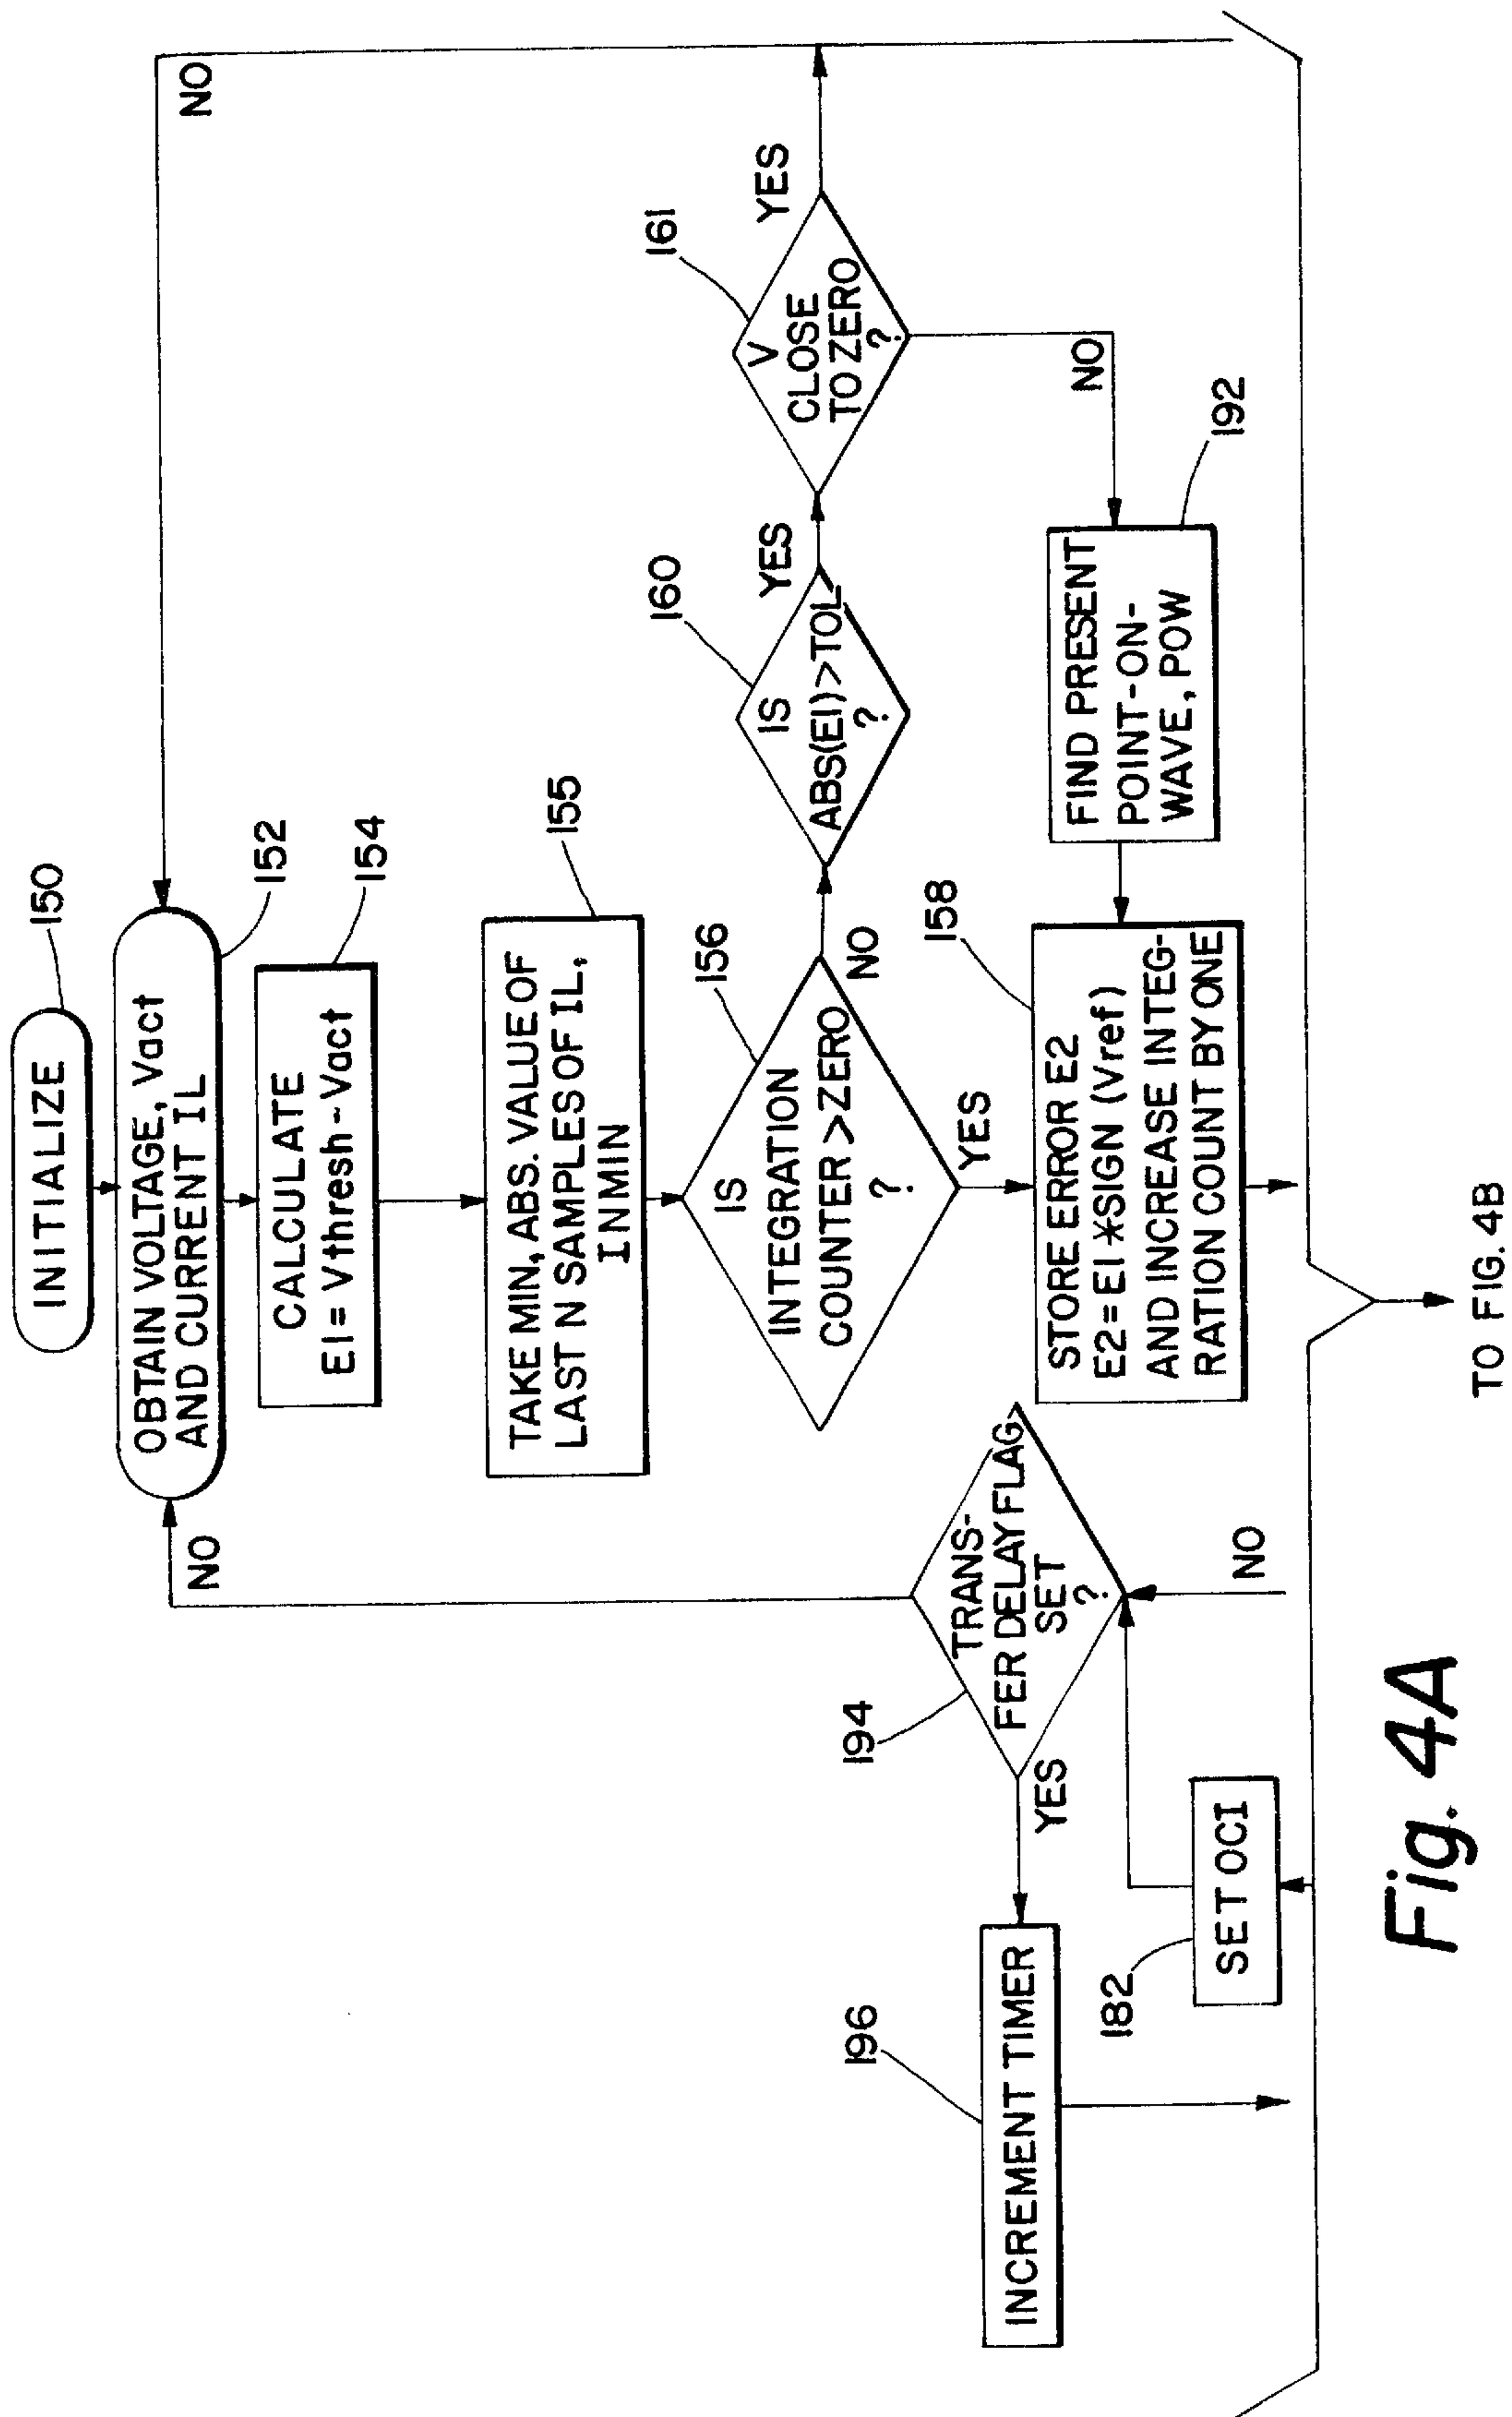 INITIALIZE
150
OBTAIN VOLTAGE, Vact
AND CURRENT IL
152
NO
NO
CALCULATE
E1 = Vthresh - Vact
154
TAKE MIN, ABS. VALUE OF
LAST N SAMPLES OF IL,
INMIN
155
IS
INTEGRATION
COUNTER >ZERO
?
156
NO
YES
IS
ABS(E1)>TOL
?
160
YES
V
CLOSE
TO ZERO
?
161
YES
NO
FIND PRESENT
POINT-ON-
WAVE, POW
192
STORE ERROR E2
E2=E1*SIGN (Vref)
AND INCREASE INTEG-
RATION COUNT BY ONE
158
TRANS-
FER DELAY FLAG
SET
?
194
YES
NO
INCREMENT TIMER
196
SET OCI
182
TO FIG. 4B
Fig. 4A